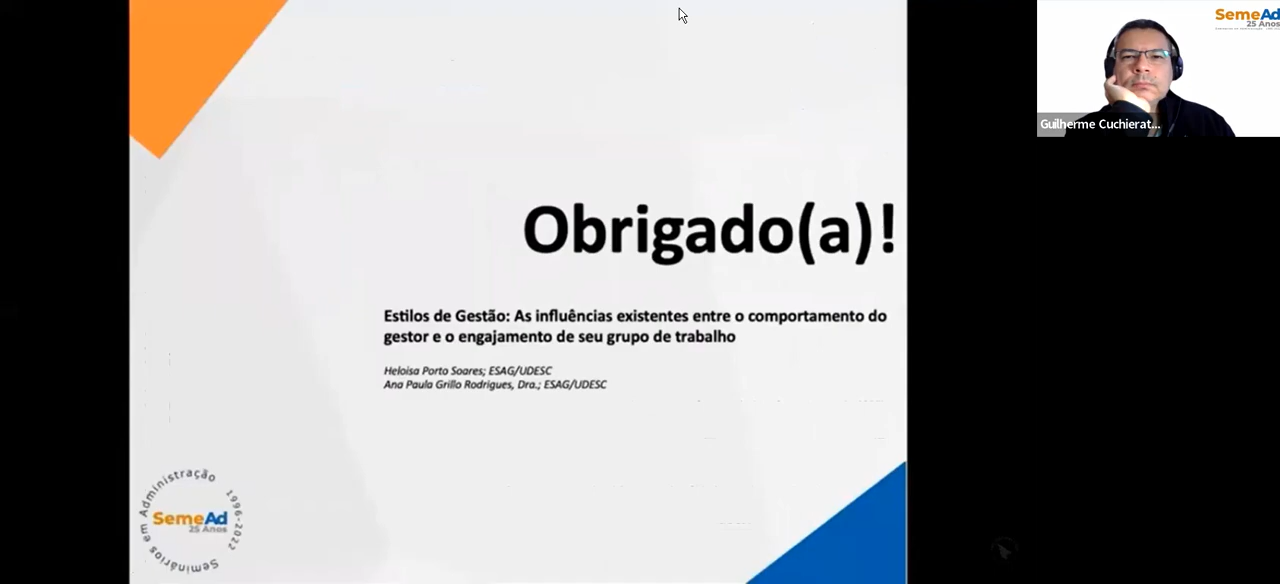 SemeAd
25 Anos
Guilherme Cuchierat...
Obrigado(a)!
Estilos de Gestão: As influências existentes entre o comportamento do
gestor e o engajamento de seu grupo de trabalho
Heloisa Porto Soares; ESAG/UDESC
Ana Paula Grillo Rodrigues, Dra.; ESAG/UDESC
Seminários em Administração 1996-2022
SemeAd
25 Anos